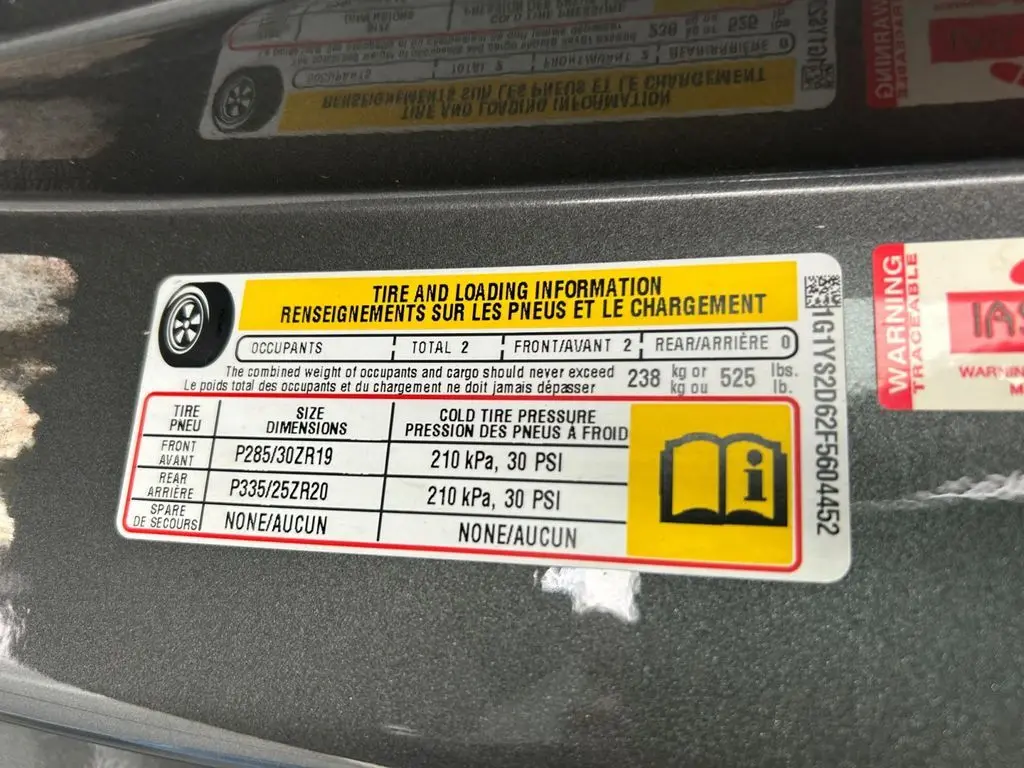 TIRE AND LOADING INFORMATION
RENSEIGNEMENTS SUR LES PNEUS ET LE CHARGEMENT
OCCUPANTS TOTAL 2 FRONT/AVANT 2 REAR/ARRIÈRE 0
The combined weight of occupants and cargo should never exceed 238 kg or 525 lbs.
Le poids total des occupants et du chargement ne doit jamais dépasser kg ou lb.
TIRE SIZE COLD TIRE PRESSURE
PNEU DIMENSIONS PRESSION DES PNEUS À FROID
FRONT
AVANT P285/30ZR19 210 kPa, 30 PSI
REAR
ARRIÈRE P335/25ZR20 210 kPa, 30 PSI
SPARE
DE SECOURS NONE/AUCUN NONE/AUCUN
i
1G1YS2D62F5604452
WARNING
TRACEABLE